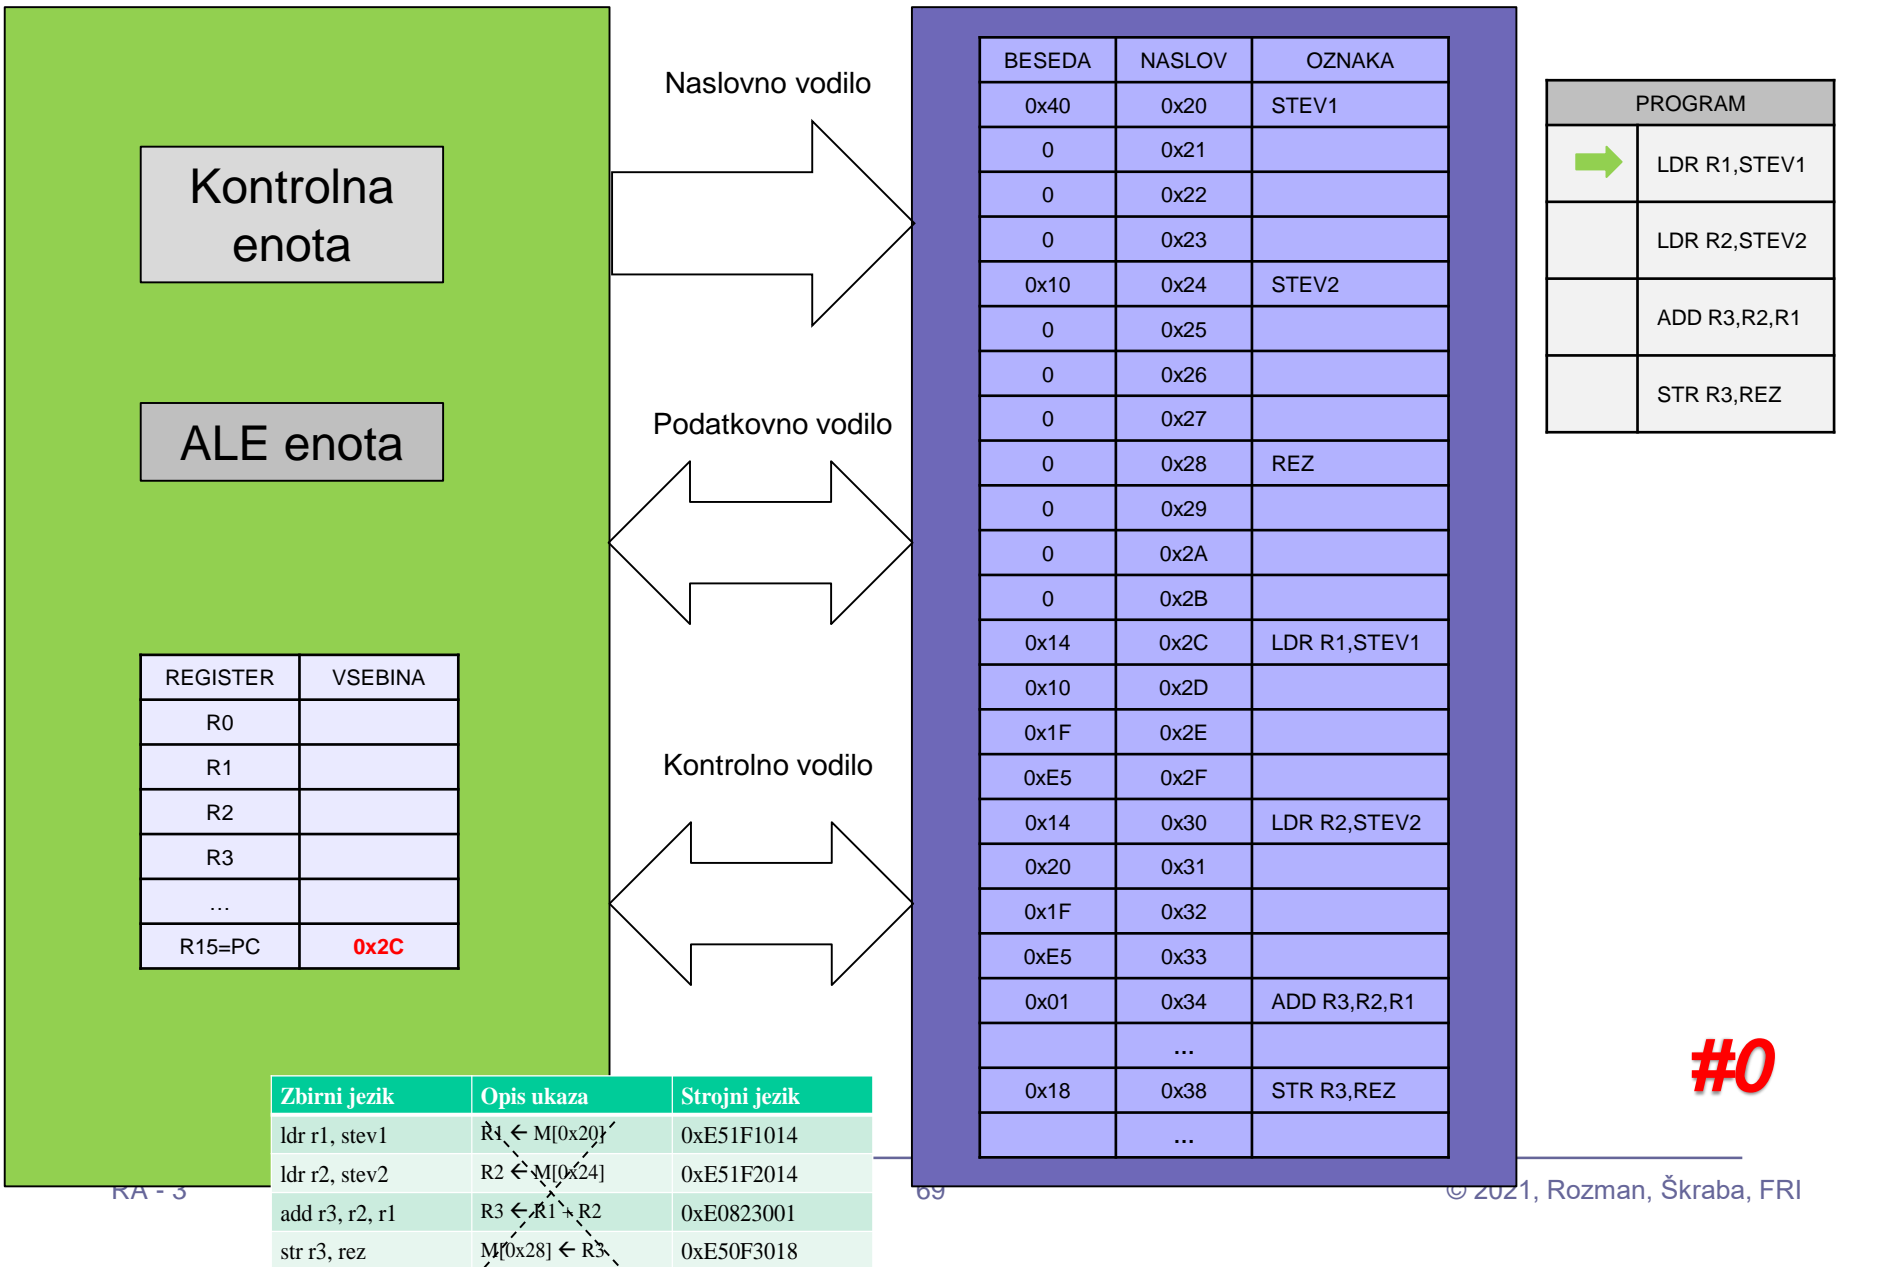 Kontrolna
enota
ALE enota
REGISTER VSEBINA
R0
R1
R2
R3
…
R15=PC 0x2C
Naslovno vodilo
Podatkovno vodilo
Kontrolno vodilo
BESEDA NASLOV OZNAKA
0x40 0x20 STEV1
0 0x21
0 0x22
0 0x23
0x10 0x24 STEV2
0 0x25
0 0x26
0 0x27
0 0x28 REZ
0 0x29
0 0x2A
0 0x2B
0x14 0x2C LDR R1,STEV1
0x10 0x2D
0x1F 0x2E
0xE5 0x2F
0x14 0x30 LDR R2,STEV2
0x20 0x31
0x1F 0x32
0xE5 0x33
0x01 0x34 ADD R3,R2,R1
…
0x18 0x38 STR R3,REZ
…
PROGRAM
LDR R1,STEV1
LDR R2,STEV2
ADD R3,R2,R1
STR R3,REZ
#0
Zbirni jezik Opis ukaza Strojni jezik
ldr r1, stev1 R1 ← M[0x20] 0xE51F1014
ldr r2, stev2 R2 ← M[0x24] 0xE51F2014
add r3, r2, r1 R3 ← R1 + R2 0xE0823001
str r3, rez M[0x28] ← R3 0xE50F3018
RA - 3 69 © 2021, Rozman, Škraba, FRI